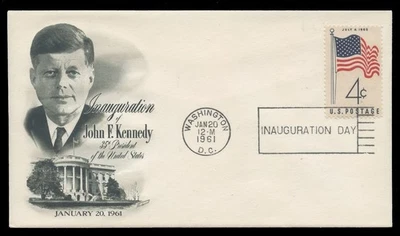 Inauguration
of
John F. Kennedy
35th President
of the United States
JANUARY 20, 1961
WASHINGTON
JAN 20
12-M
1961
D.C.
JULY 4, 1960
4¢
U.S. POSTAGE
INAUGURATION DAY